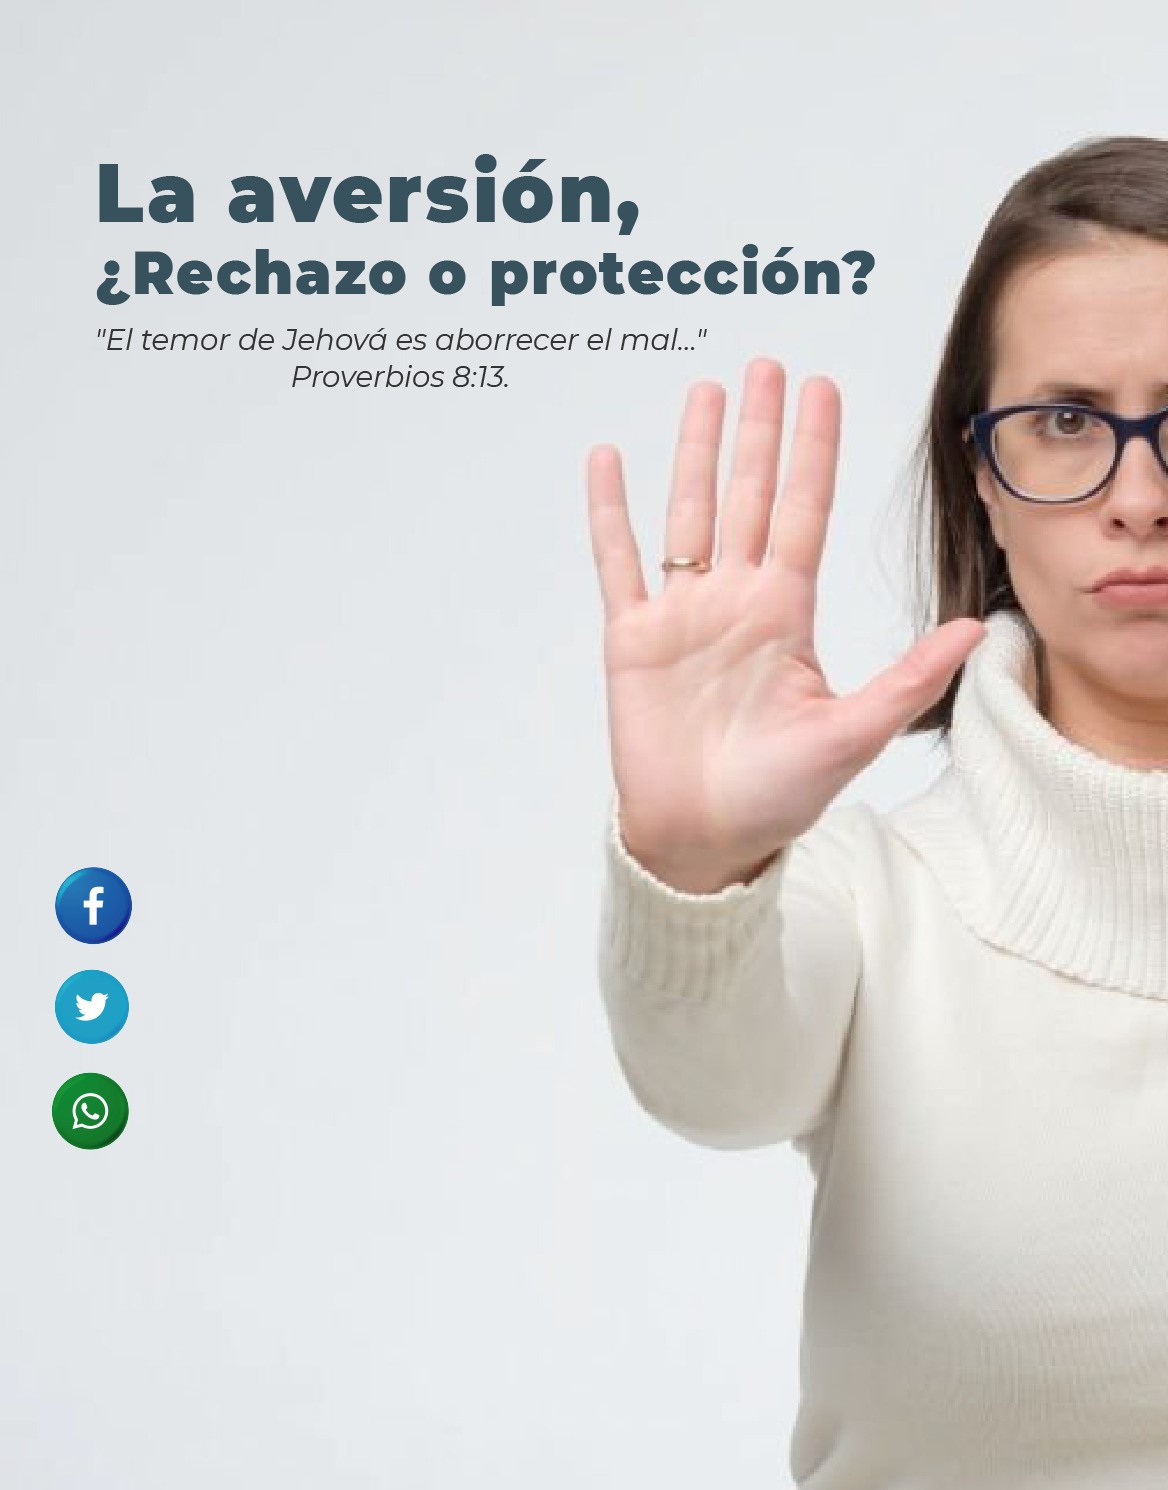 La aversión,
¿Rechazo o protección?
"El temor de Jehová es aborrecer el mal..."
Proverbios 8:13.